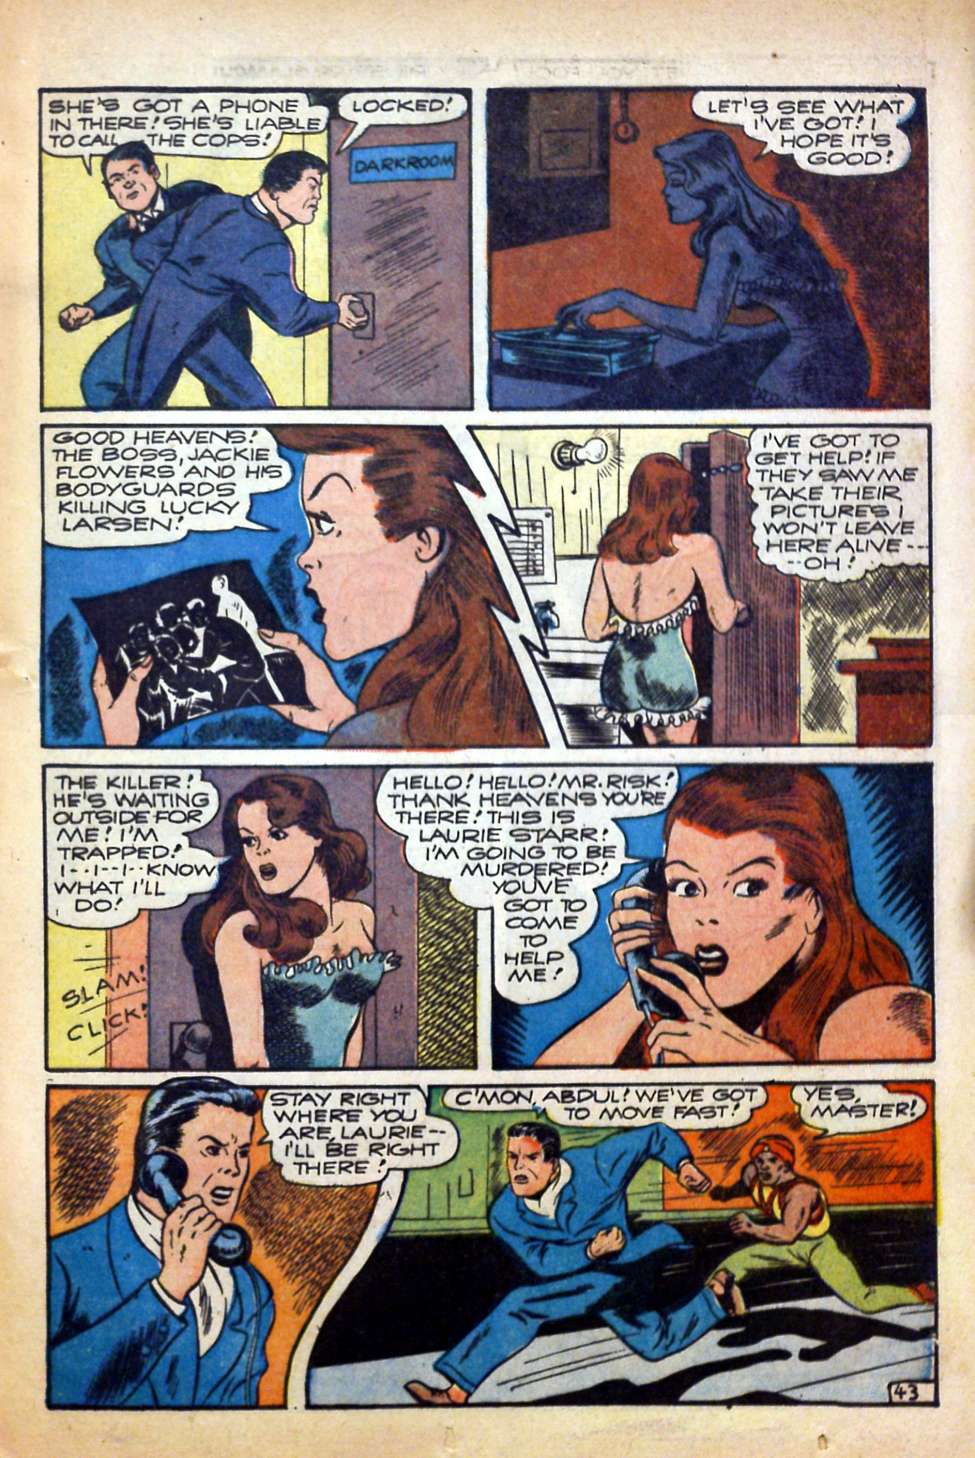 SHE'S GOT A PHONE
IN THERE! SHE'S LIABLE
TO CALL THE COPS!
LOCKED!
DARKROOM
LET'S SEE WHAT
I'VE GOT! I
HOPE IT'S
GOOD!
GOOD HEAVENS!
THE BOSS, JACKIE
FLOWERS, AND HIS
BODYGUARDS
KILLING LUCKY
LARSEN!
I'VE GOT TO
GET HELP! IF
THEY SAW ME
TAKE THEIR
PICTURES I
WON'T LEAVE
HERE ALIVE--
--OH!
THE KILLER!
HE'S WAITING
OUTSIDE FOR
ME! I'M
TRAPPED!
I--I--I--KNOW
WHAT I'LL
DO!
SLAM!
CLICK!
HELLO! HELLO! MR. RISK!
THANK HEAVENS YOU'RE
THERE! THIS IS
LAURIE STARR!
I'M GOING TO BE
MURDERED!
YOU'VE
GOT TO
COME
TO
HELP
ME!
STAY RIGHT
WHERE YOU
ARE, LAURIE--
I'LL BE RIGHT
THERE!
C'MON, ABDUL! WE'VE GOT
TO MOVE FAST!
YES,
MASTER!
43